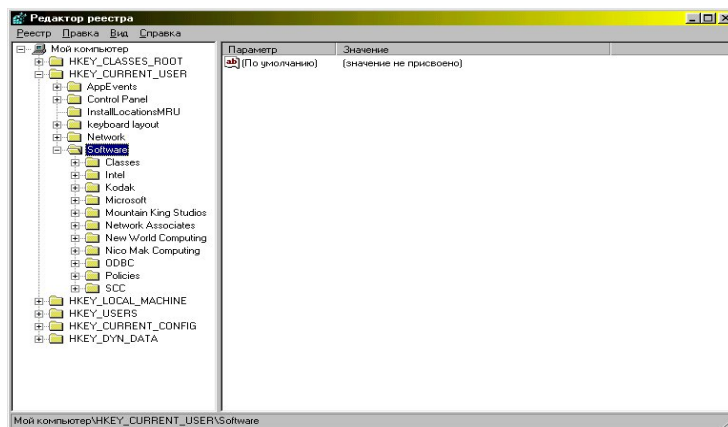 Редактор реестра
Реестр Правка Вид Справка
Мой компьютер
HKEY_CLASSES_ROOT
HKEY_CURRENT_USER
AppEvents
Control Panel
InstallLocationsMRU
keyboard layout
Network
Software
Classes
Intel
Kodak
Microsoft
Mountain King Studios
Network Associates
New World Computing
Nico Mak Computing
ODBC
Policies
SCC
HKEY_LOCAL_MACHINE
HKEY_USERS
HKEY_CURRENT_CONFIG
HKEY_DYN_DATA
Параметр Значение
ab (По умолчанию) (значение не присвоено)
Мой компьютер\HKEY_CURRENT_USER\Software